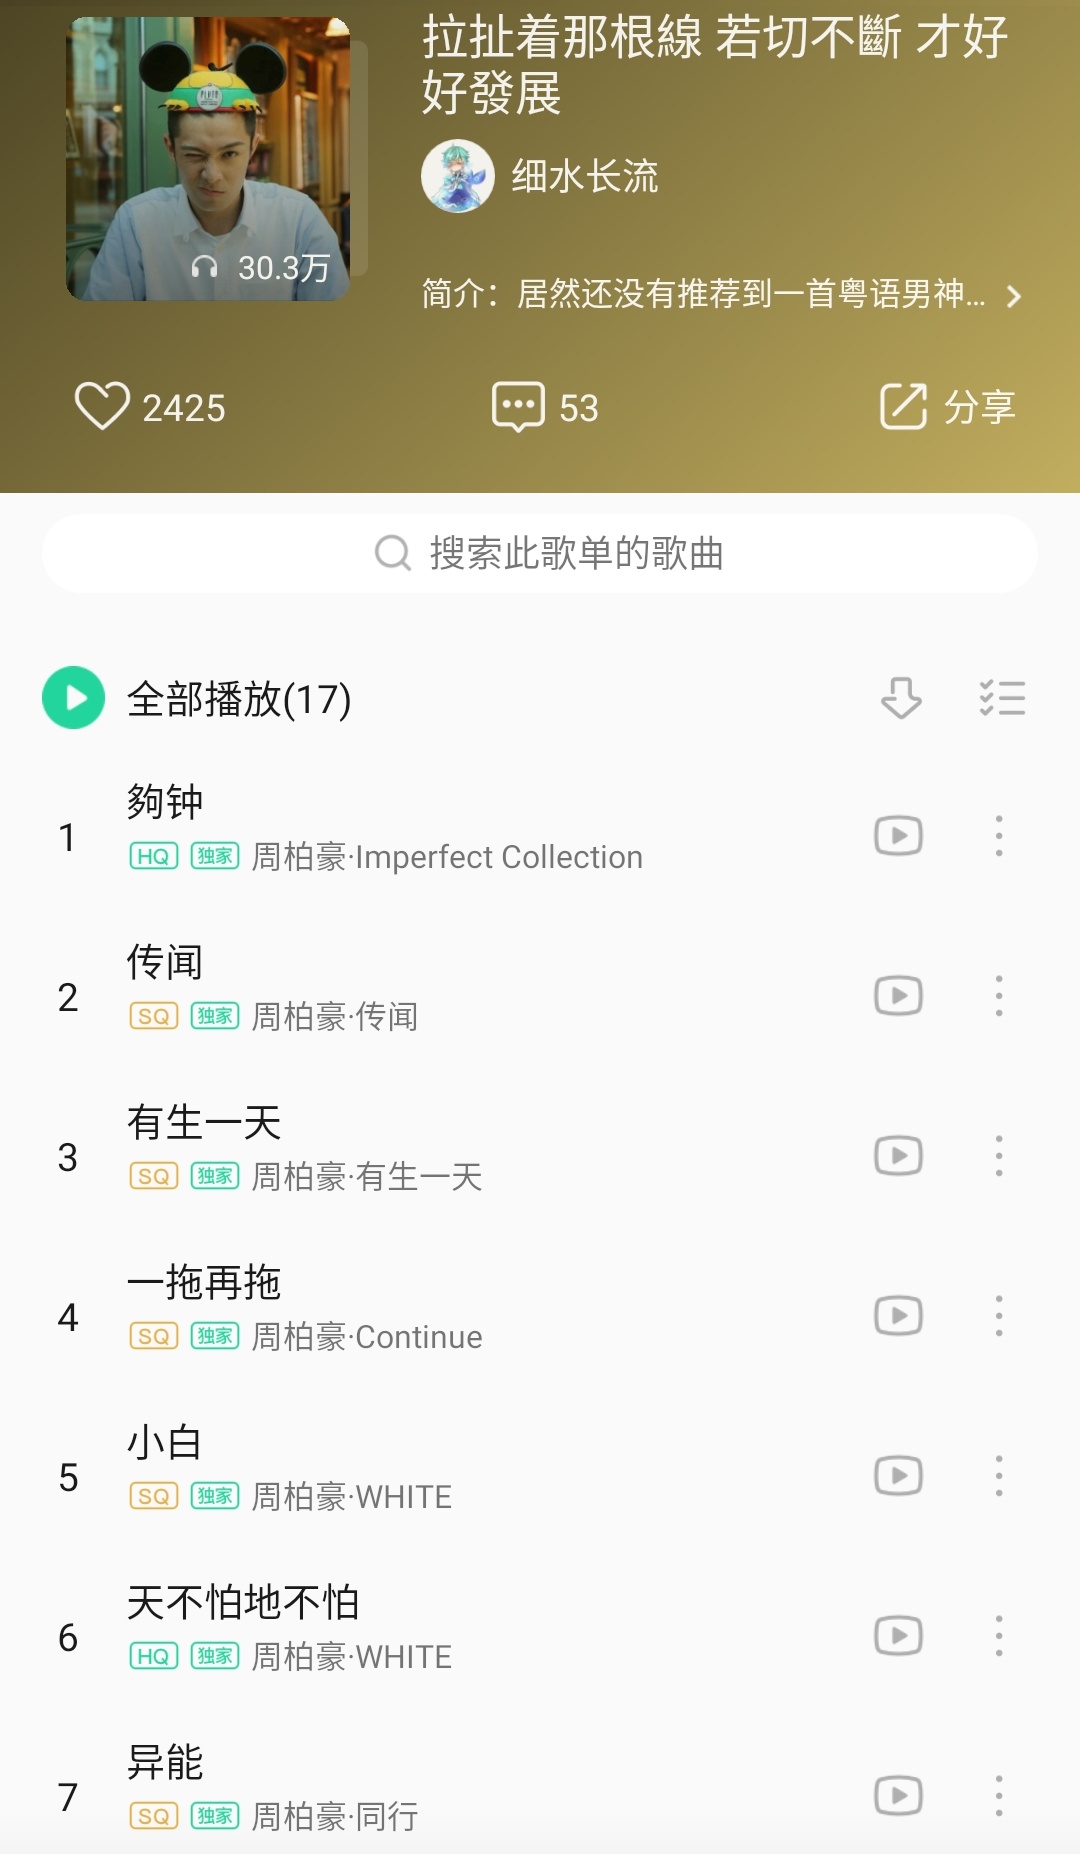 拉扯着那根線 若切不斷 才好
好發展
细水长流
30.3万
简介：居然还没有推荐到一首粤语男神...
2425
53
分享
搜索此歌单的歌曲
全部播放(17)
1
夠钟
HQ 独家 周柏豪·Imperfect Collection
2
传闻
SQ 独家 周柏豪·传闻
3
有生一天
SQ 独家 周柏豪·有生一天
4
一拖再拖
SQ 独家 周柏豪·Continue
5
小白
SQ 独家 周柏豪·WHITE
6
天不怕地不怕
HQ 独家 周柏豪·WHITE
7
异能
SQ 独家 周柏豪·同行